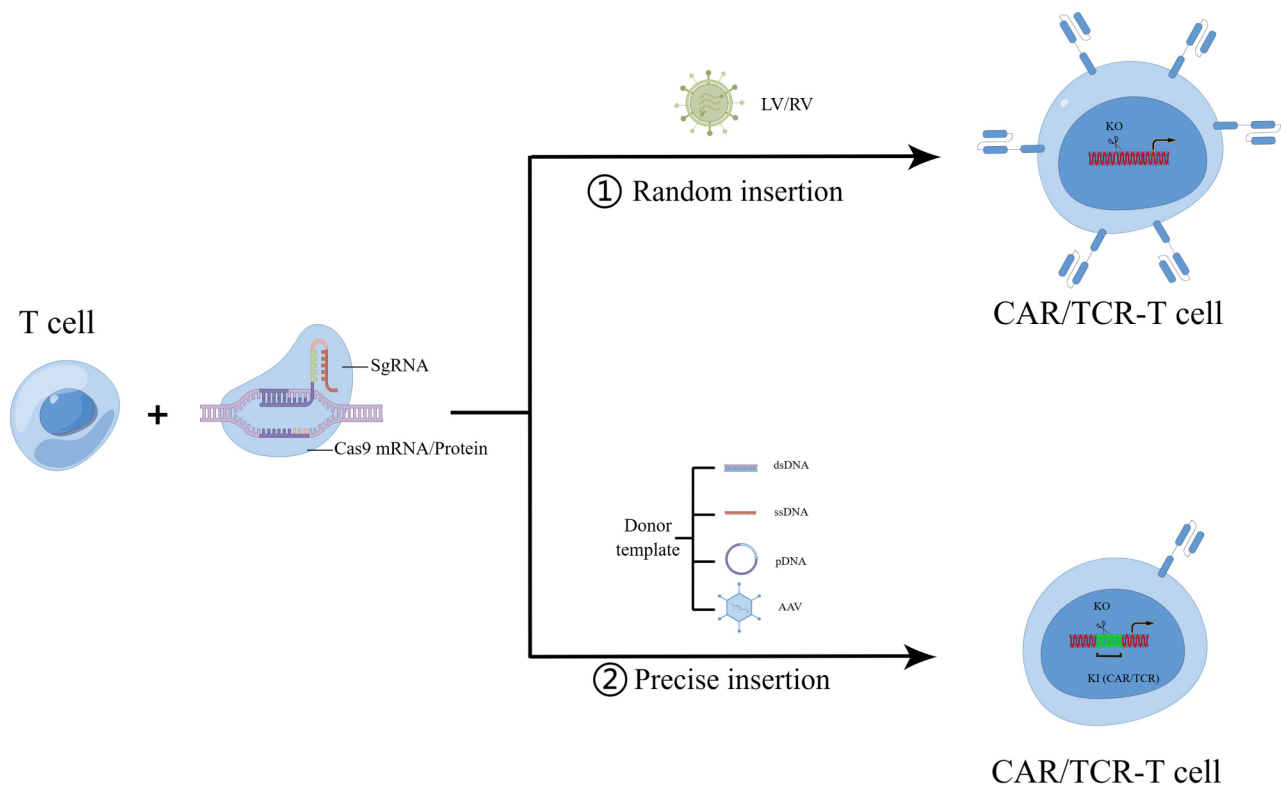 LV/RV
① Random insertion
KO
CAR/TCR-T cell
T cell
SgRNA
Cas9 mRNA/Protein
Donor
template
dsDNA
ssDNA
pDNA
AAV
② Precise insertion
KO
KI (CAR/TCR)
CAR/TCR-T cell